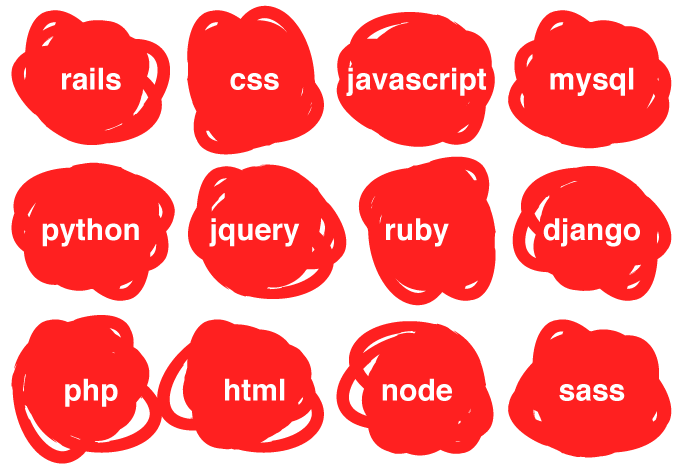 rails
css
javascript
mysql
python
jquery
ruby
django
php
html
node
sass